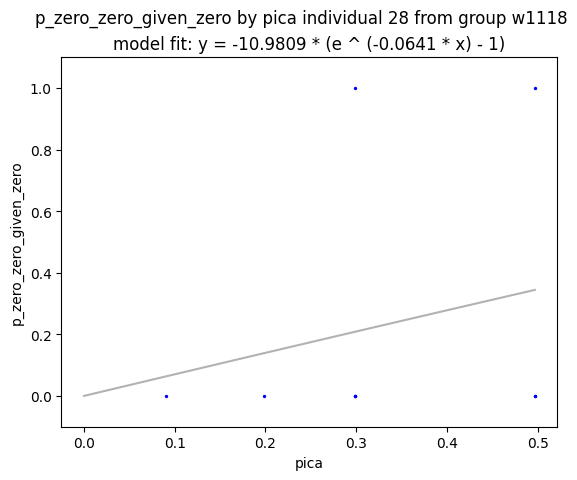 p_zero_zero_given_zero by pica individual 28 from group w1118
model fit: y = -10.9809 * (e ^ (-0.0641 * x) - 1)
1.0
0.8
0.6
0.4
0.2
0.0
p_zero_zero_given_zero
0.0 0.1 0.2 0.3 0.4 0.5
pica